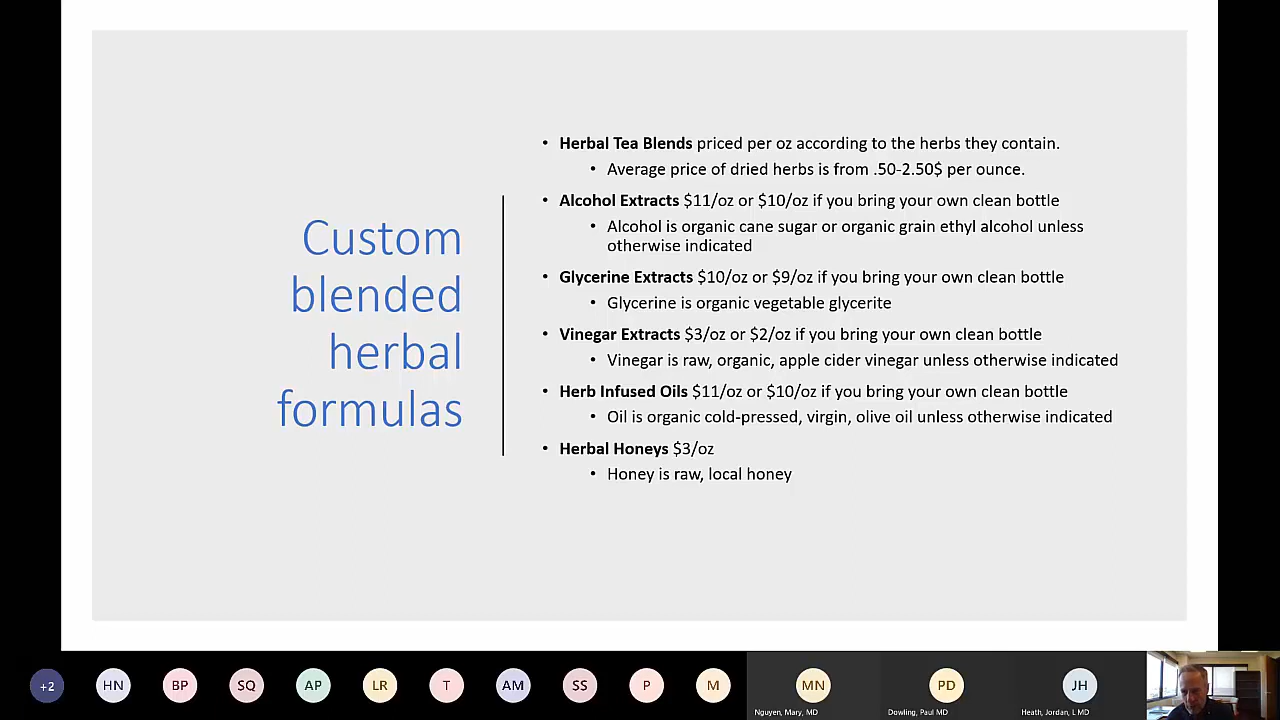 Custom
blended
herbal
formulas
• Herbal Tea Blends priced per oz according to the herbs they contain.
• Average price of dried herbs is from .50-2.50$ per ounce.
• Alcohol Extracts $11/oz or $10/oz if you bring your own clean bottle
• Alcohol is organic cane sugar or organic grain ethyl alcohol unless
otherwise indicated
• Glycerine Extracts $10/oz or $9/oz if you bring your own clean bottle
• Glycerine is organic vegetable glycerite
• Vinegar Extracts $3/oz or $2/oz if you bring your own clean bottle
• Vinegar is raw, organic, apple cider vinegar unless otherwise indicated
• Herb Infused Oils $11/oz or $10/oz if you bring your own clean bottle
• Oil is organic cold-pressed, virgin, olive oil unless otherwise indicated
• Herbal Honeys $3/oz
• Honey is raw, local honey
+2 HN BP SQ AP LR T AM SS P M MN PD JH
Nguyen, Mary, MD Dowling, Paul MD Heath, Jordan, L MD